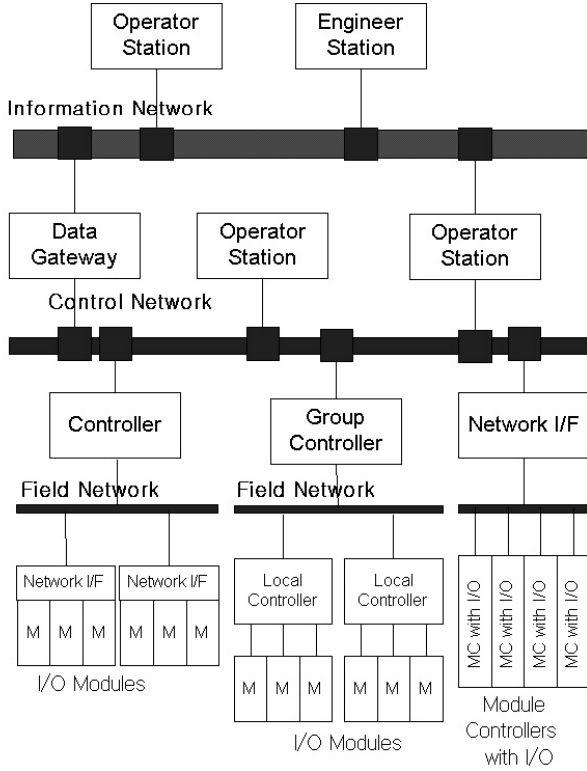 Operator
Station
Engineer
Station
Information Network
Data
Gateway
Operator
Station
Operator
Station
Control Network
Controller
Group
Controller
Network I/F
Field Network
Field Network
Network I/F
Network I/F
M M M
M M M
I/O Modules
Local
Controller
Local
Controller
M M M
M M M
I/O Modules
MC with I/O
MC with I/O
MC with I/O
MC with I/O
Module
Controllers
with I/O